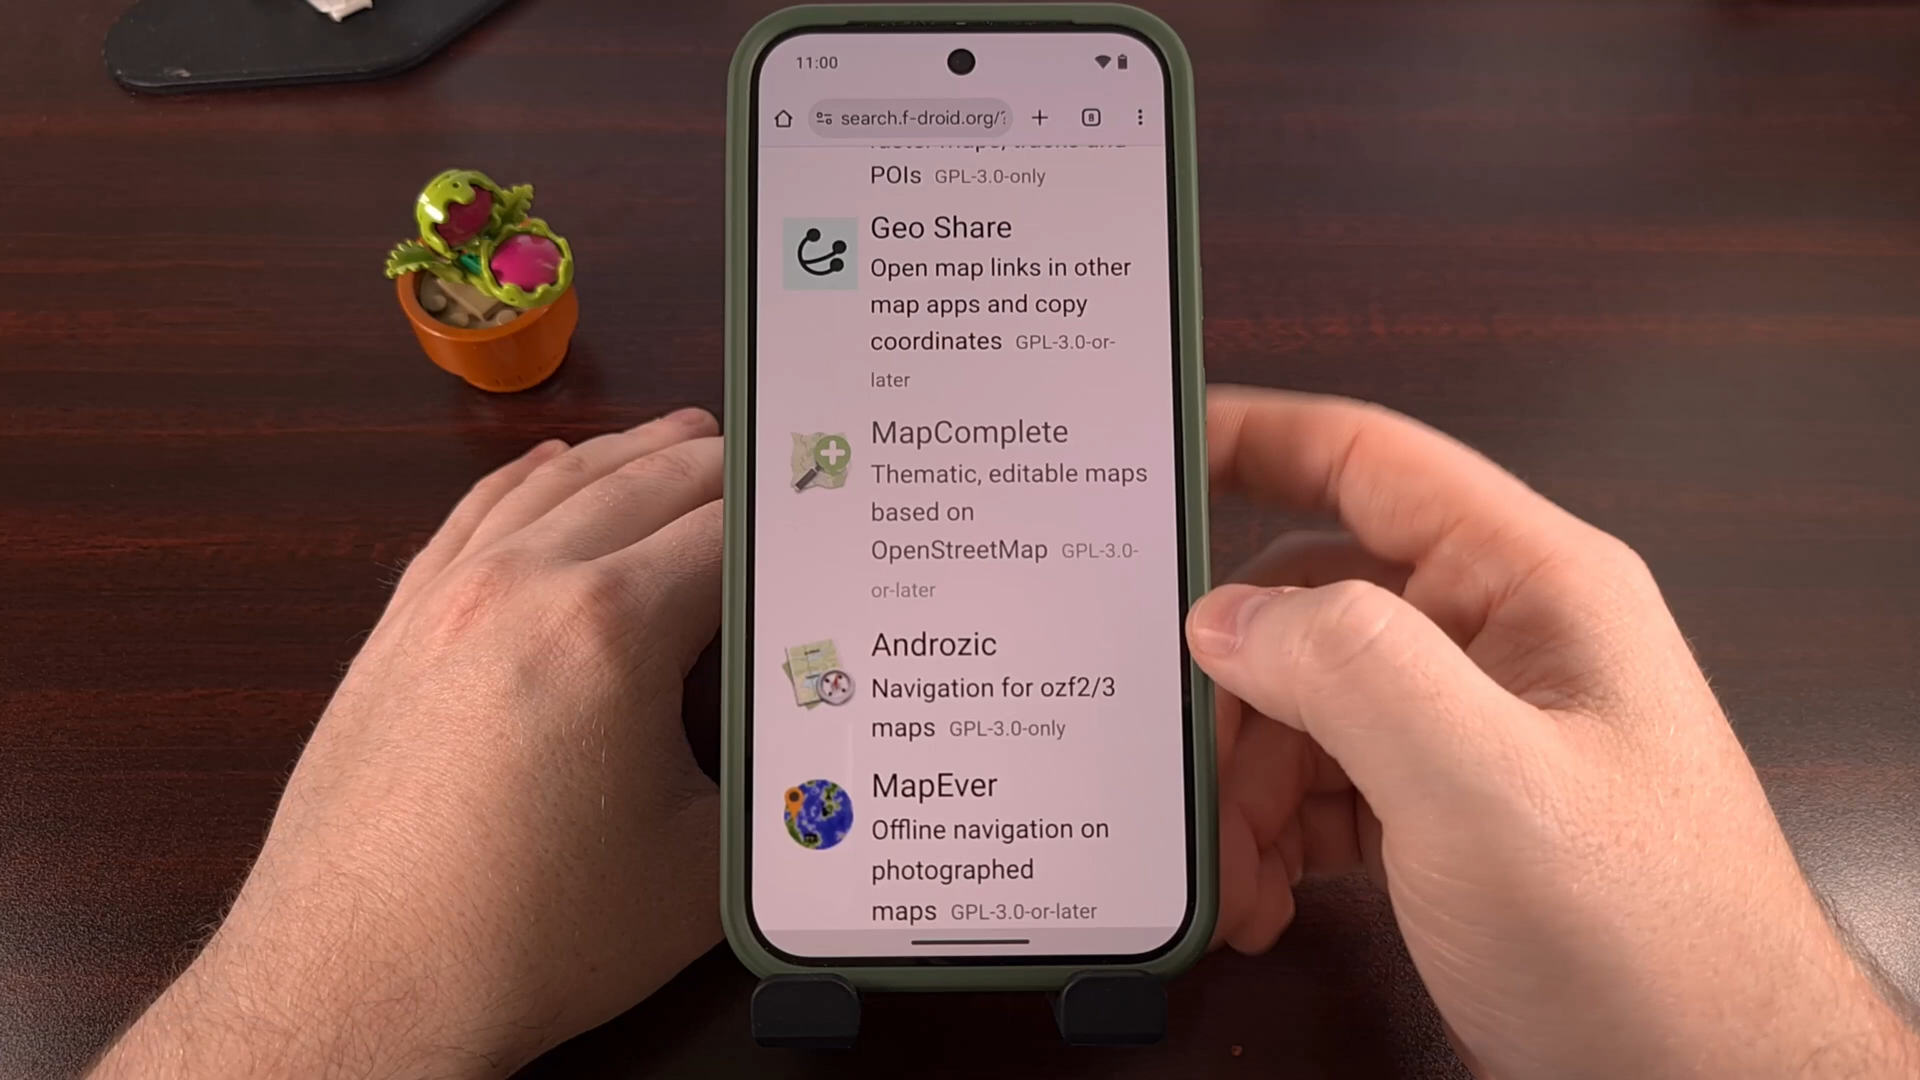 11:00
search.f-droid.org/?
8
POIs GPL-3.0-only
Geo Share
Open map links in other
map apps and copy
coordinates GPL-3.0-or-
later
MapComplete
Thematic, editable maps
based on
OpenStreetMap GPL-3.0-
or-later
Androzic
Navigation for ozf2/3
maps GPL-3.0-only
MapEver
Offline navigation on
photographed
maps GPL-3.0-or-later